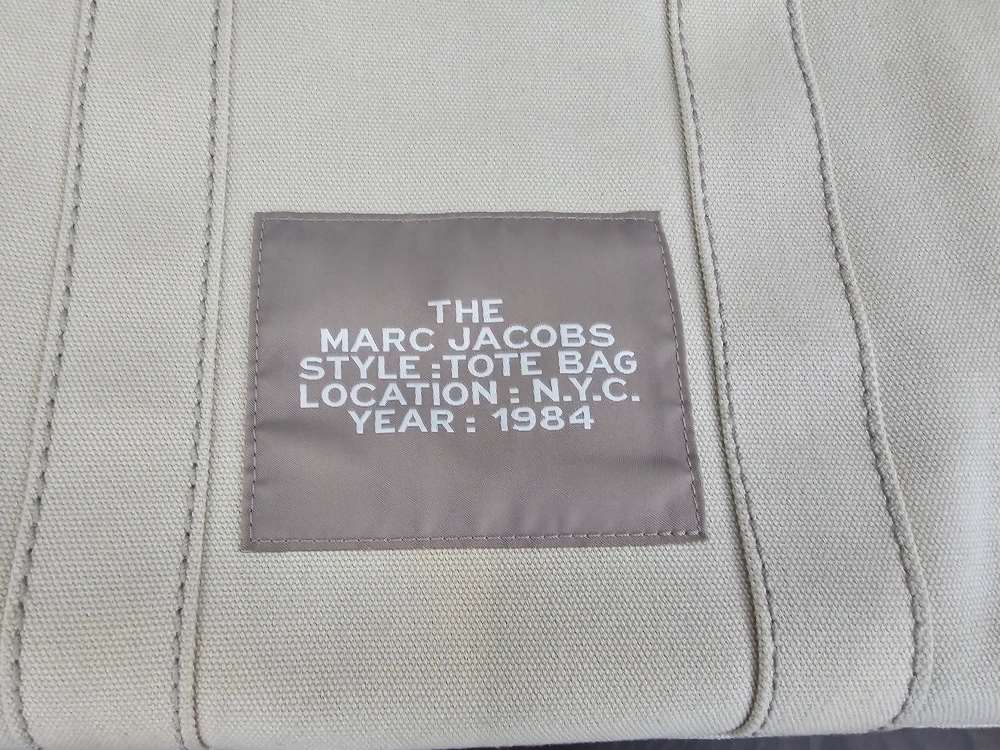 THE
MARC JACOBS
STYLE :TOTE BAG
LOCATION : N.Y.C.
YEAR : 1984